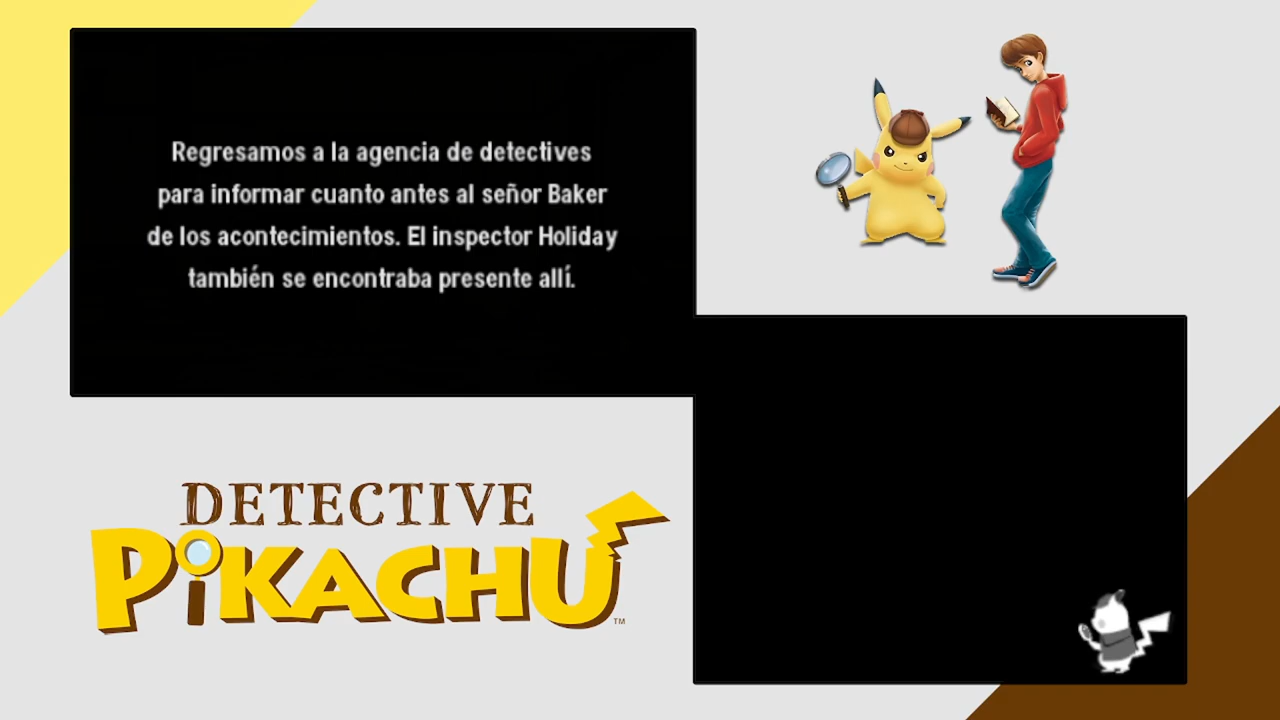 Regresamos a la agencia de detectives
para informar cuanto antes al señor Baker
de los acontecimientos. El inspector Holiday
también se encontraba presente allí.
DETECTIVE
PIKACHU
TM